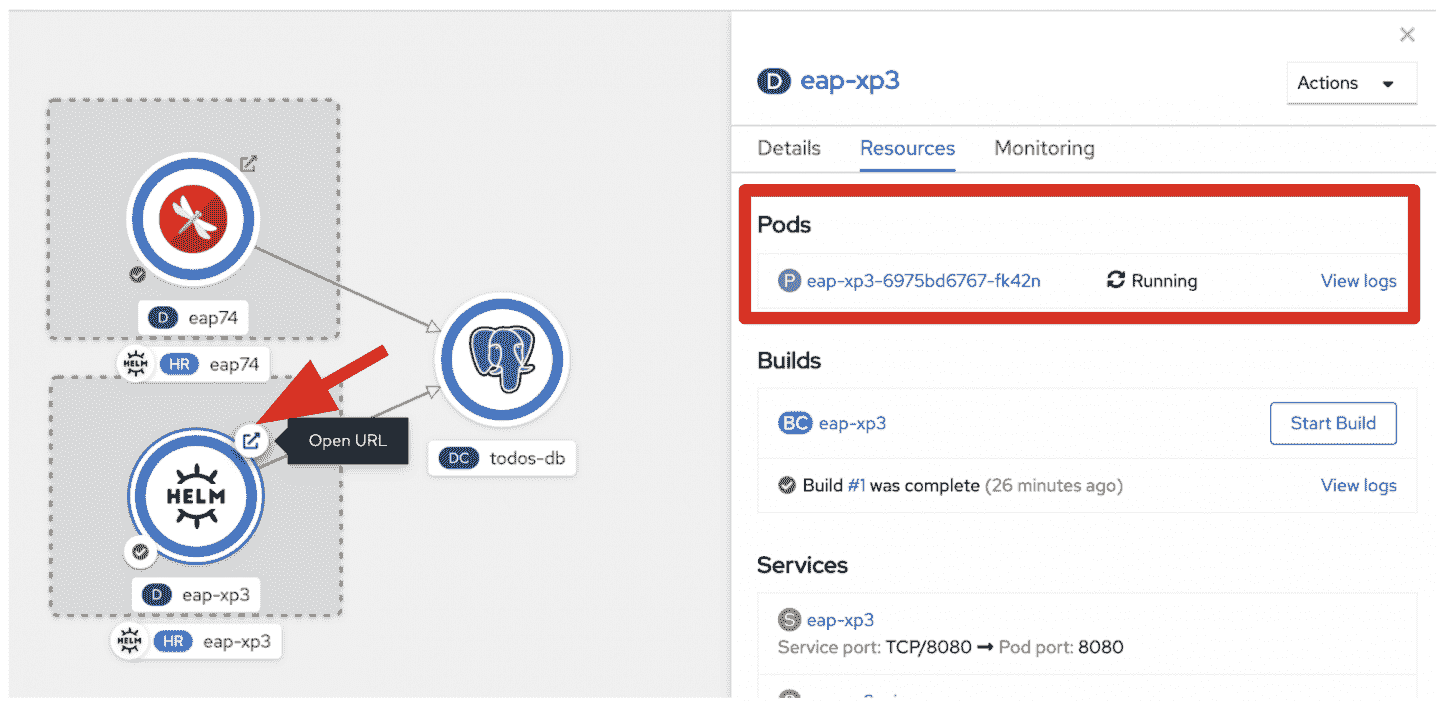 D eap74
HELM HR eap74
Open URL
HELM
D eap-xp3
HELM HR eap-xp3
DC todos-db
D eap-xp3
Actions
Details Resources Monitoring
Pods
P eap-xp3-6975bd6767-fk42n Running View logs
Builds
BC eap-xp3 Start Build
Build #1 was complete (26 minutes ago) View logs
Services
S eap-xp3
Service port: TCP/8080 → Pod port: 8080